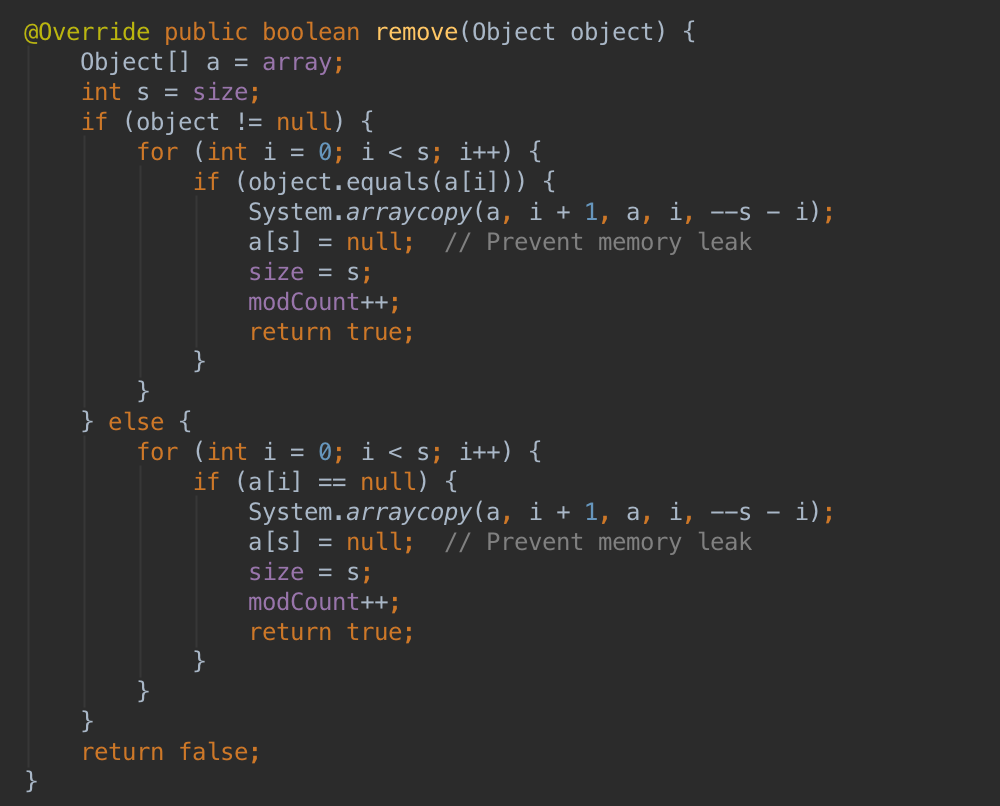 @Override public boolean remove(Object object) {
    Object[] a = array;
    int s = size;
    if (object != null) {
        for (int i = 0; i < s; i++) {
            if (object.equals(a[i])) {
                System.arraycopy(a, i + 1, a, i, --s - i);
                a[s] = null;  // Prevent memory leak
                size = s;
                modCount++;
                return true;
            }
        }
    } else {
        for (int i = 0; i < s; i++) {
            if (a[i] == null) {
                System.arraycopy(a, i + 1, a, i, --s - i);
                a[s] = null;  // Prevent memory leak
                size = s;
                modCount++;
                return true;
            }
        }
    }
    return false;
}